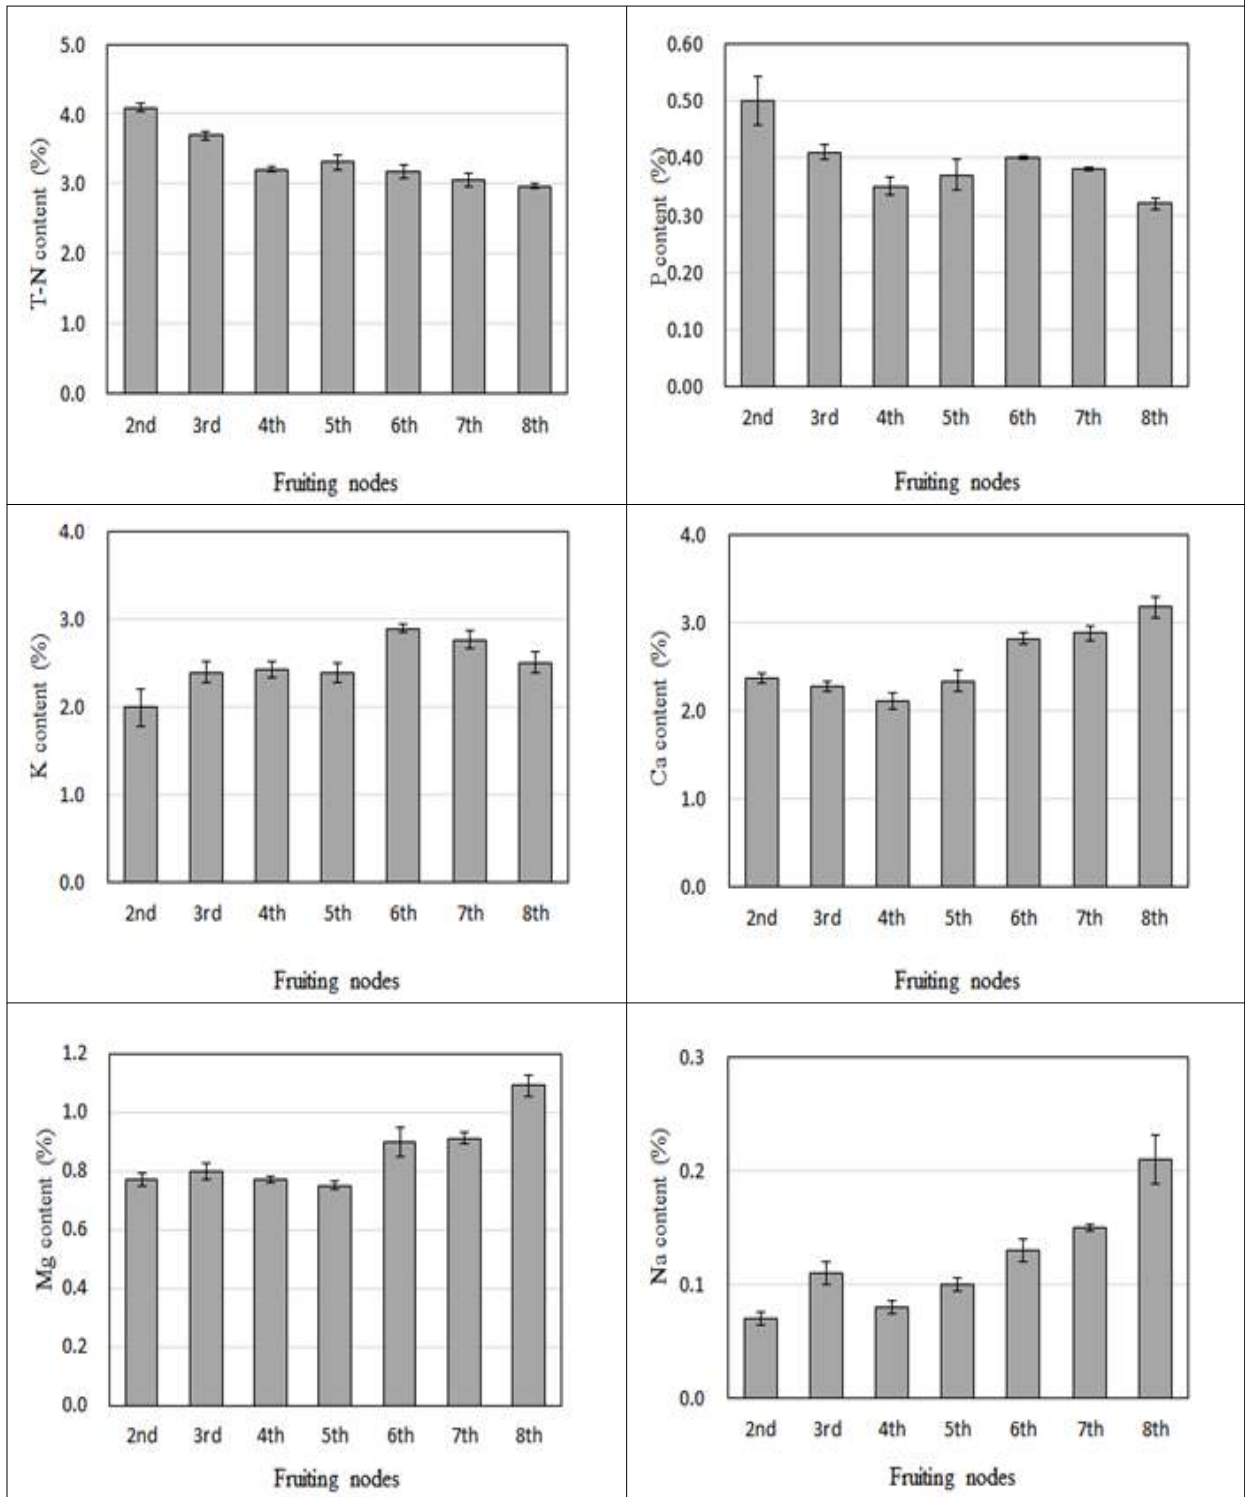 5.0
4.0
3.0
2.0
1.0
0.0
T-N content (%)
2nd 3rd 4th 5th 6th 7th 8th
Fruiting nodes
0.60
0.50
0.40
0.30
0.20
0.10
0.00
P content (%)
2nd 3rd 4th 5th 6th 7th 8th
Fruiting nodes
4.0
3.0
2.0
1.0
0.0
K content (%)
2nd 3rd 4th 5th 6th 7th 8th
Fruiting nodes
4.0
3.0
2.0
1.0
0.0
Ca content (%)
2nd 3rd 4th 5th 6th 7th 8th
Fruiting nodes
1.2
1.0
0.8
0.6
0.4
0.2
0.0
Mg content (%)
2nd 3rd 4th 5th 6th 7th 8th
Fruiting nodes
0.3
0.2
0.1
0.0
Na content (%)
2nd 3rd 4th 5th 6th 7th 8th
Fruiting nodes